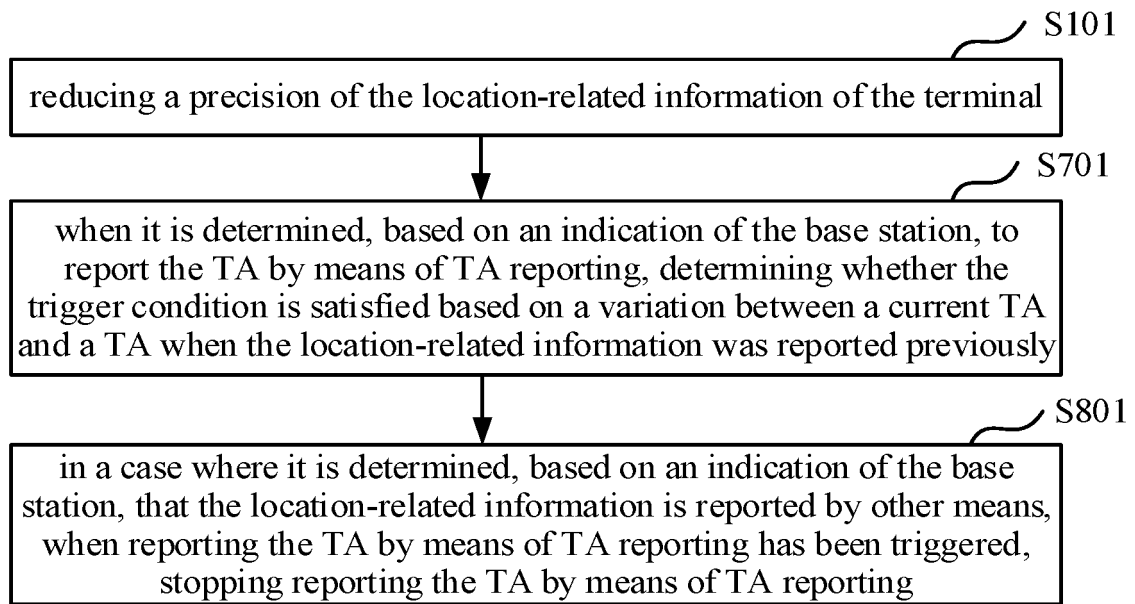 S101
reducing a precision of the location-related information of the terminal
S701
when it is determined, based on an indication of the base station, to
report the TA by means of TA reporting, determining whether the
trigger condition is satisfied based on a variation between a current TA
and a TA when the location-related information was reported previously
S801
in a case where it is determined, based on an indication of the base
station, that the location-related information is reported by other means,
when reporting the TA by means of TA reporting has been triggered,
stopping reporting the TA by means of TA reporting